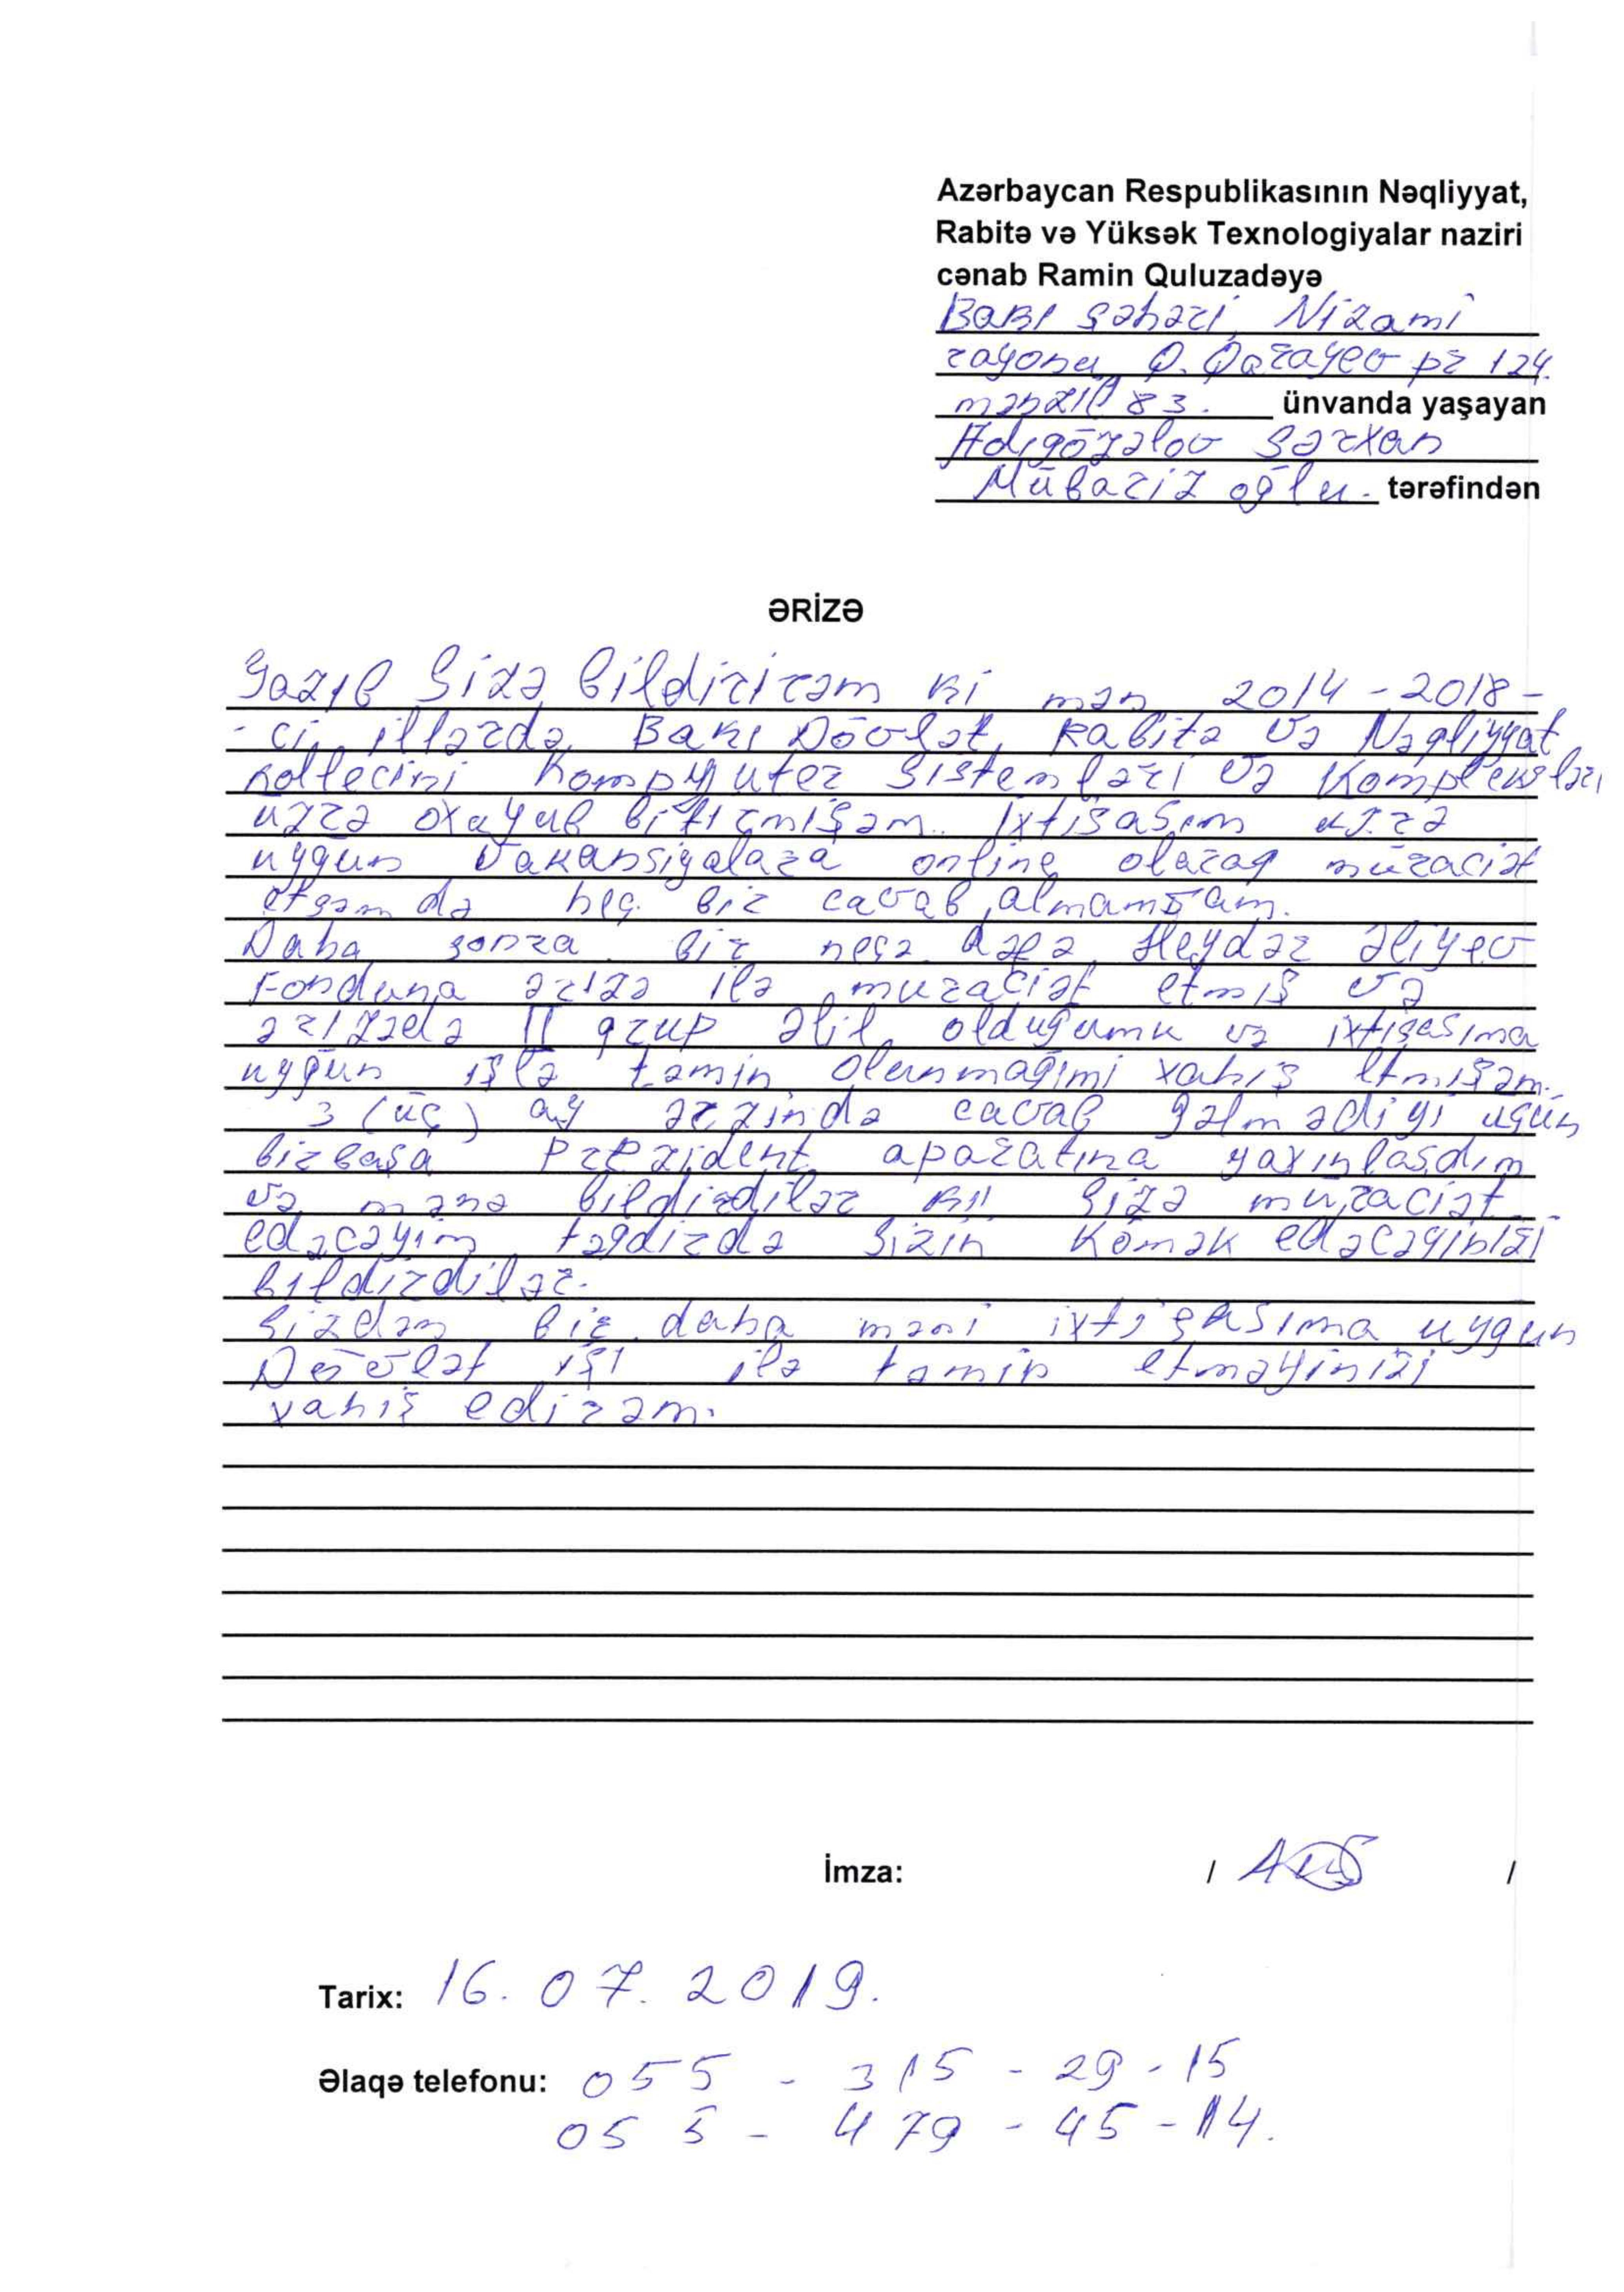 Azərbaycan Respublikasının Nəqliyyat,
Rabitə və Yüksək Texnologiyalar naziri
cənab Ramin Quluzadəyə
Bakı şəhəri, Nizami
rayonu, Q. Qarayev pr 124.
mənzil 83. ünvanda yaşayan
Adıgözəlov Şərxan
Mübariz oğlu. tərəfindən
ƏRİZƏ
Yazıb Sizə bildirirəm ki mən 2014-2018-
-ci illərdə Bakı Dövlət Rabitə və Nəqliyyat
Kollecini Kompyuter Sistemləri və Kompleksləri
üzrə oxuyub bitirmişəm. İxtisasım üzrə
uyğun vakansiyalara online olaraq müraciət
etsəm də heç bir cavab almamışam.
Daha sonra bir neçə dəfə Heydər Əliyev
Fonduna ərizə ilə muraciət etmiş və
ərizədə II qrup əlil olduğumu və ixtisasıma
uyğun işlə təmin olunmağımi xahiş etmişəm.
3 (üç) ay ərzində cavab gəlmədiyi üçün
birbaşa Prezident aparatına yaxınlaşdım
və mənə bildirdilər ki Sizə müraciət
edəcəyim təqdirdə Sizin kömək edəcəyinizi
bildirdilər.
Sizdən bir daha məni ixtisasıma uyğun
Dövlət işi ilə təmin etməyinizi
xahiş edirəm.
İmza: / /
Tarix: 16.07.2019.
Əlaqə telefonu: 055 - 315 - 29 - 15
055 - 479 - 45 - 14.